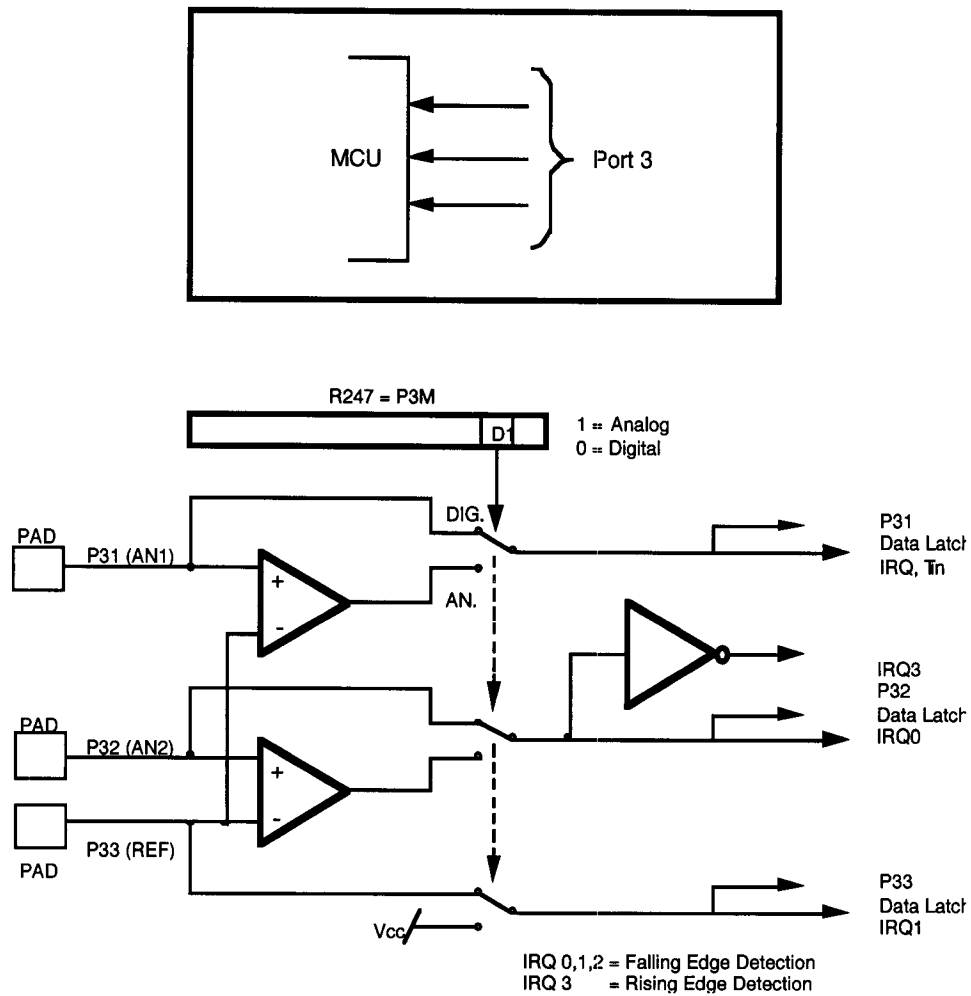 MCU
Port 3
R247 = P3M
D1
1 = Analog
0 = Digital
DIG.
PAD
P31 (AN1)
+
-
AN.
P31
Data Latch
IRQ, Tin
IRQ3
P32
Data Latch
IRQ0
PAD
P32 (AN2)
+
-
P33 (REF)
PAD
Vcc
P33
Data Latch
IRQ1
IRQ 0,1,2 = Falling Edge Detection
IRQ 3 = Rising Edge Detection